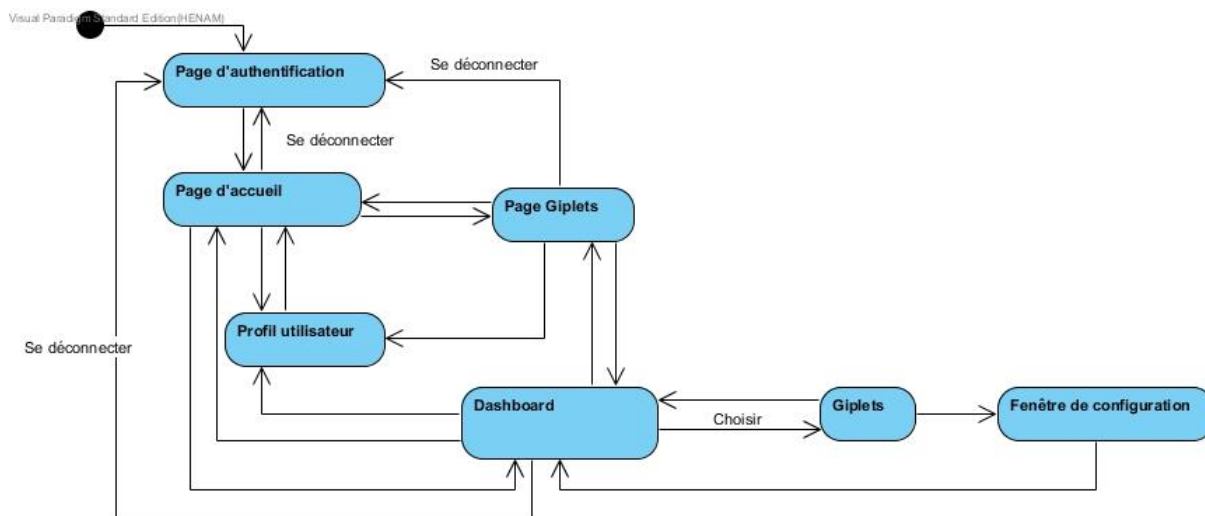 Visual Paradigm Standard Edition(HENAM)
Page d'authentification
Se déconnecter
Se déconnecter
Page d'accueil
Page Giplets
Profil utilisateur
Se déconnecter
Dashboard
Choisir
Giplets
Fenêtre de configuration